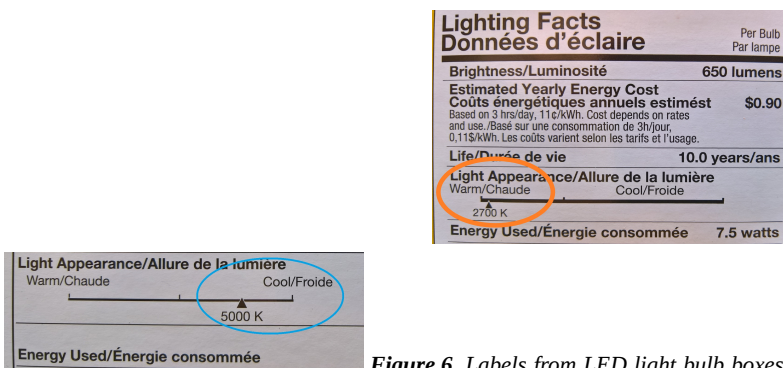 Lighting Facts
Données d'éclaire
Per Bulb
Par lampe
Brightness/Luminosité 650 lumens
Estimated Yearly Energy Cost
Coûts énergétiques annuels estimést $0.90
Based on 3 hrs/day, 11¢/kWh. Cost depends on rates
and use./Basé sur une consommation de 3h/jour,
0,11$/kWh. Les coûts varient selon les tarifs et l'usage.
Life/Durée de vie 10.0 years/ans
Light Appearance/Allure de la lumière
Warm/Chaude Cool/Froide
2700 K
Energy Used/Énergie consommée 7.5 watts
Light Appearance/Allure de la lumière
Warm/Chaude Cool/Froide
5000 K
Energy Used/Énergie consommée
Figure 6. Labels from LED light bulb boxes